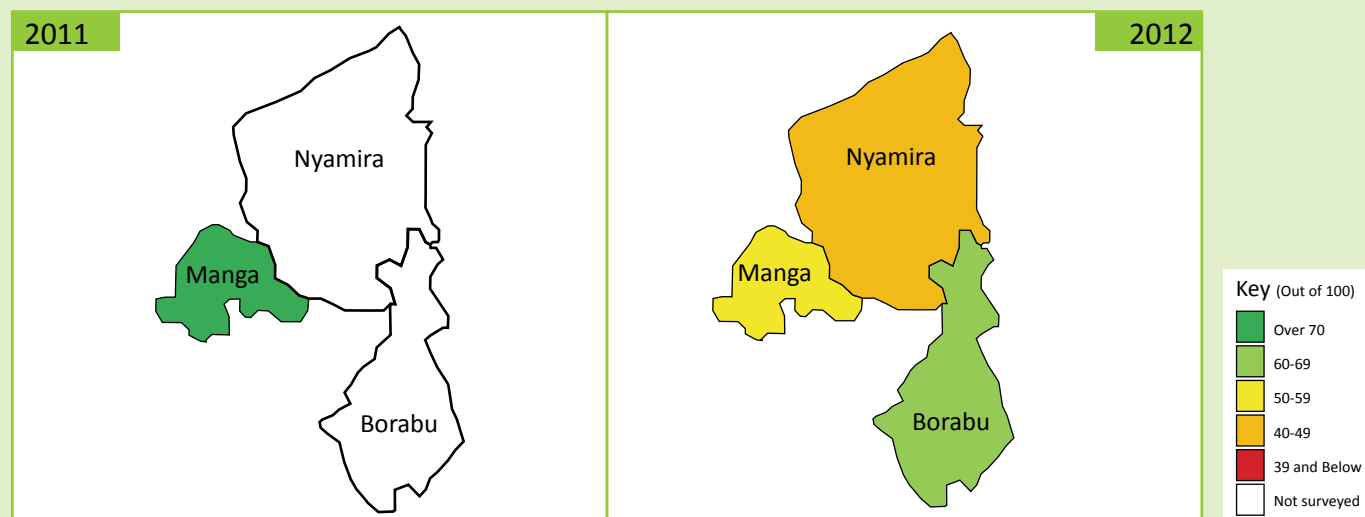 2011
Nyamira
Manga
Borabu
2012
Nyamira
Manga
Borabu
Key (Out of 100)
Over 70
60-69
50-59
40-49
39 and Below
Not surveyed